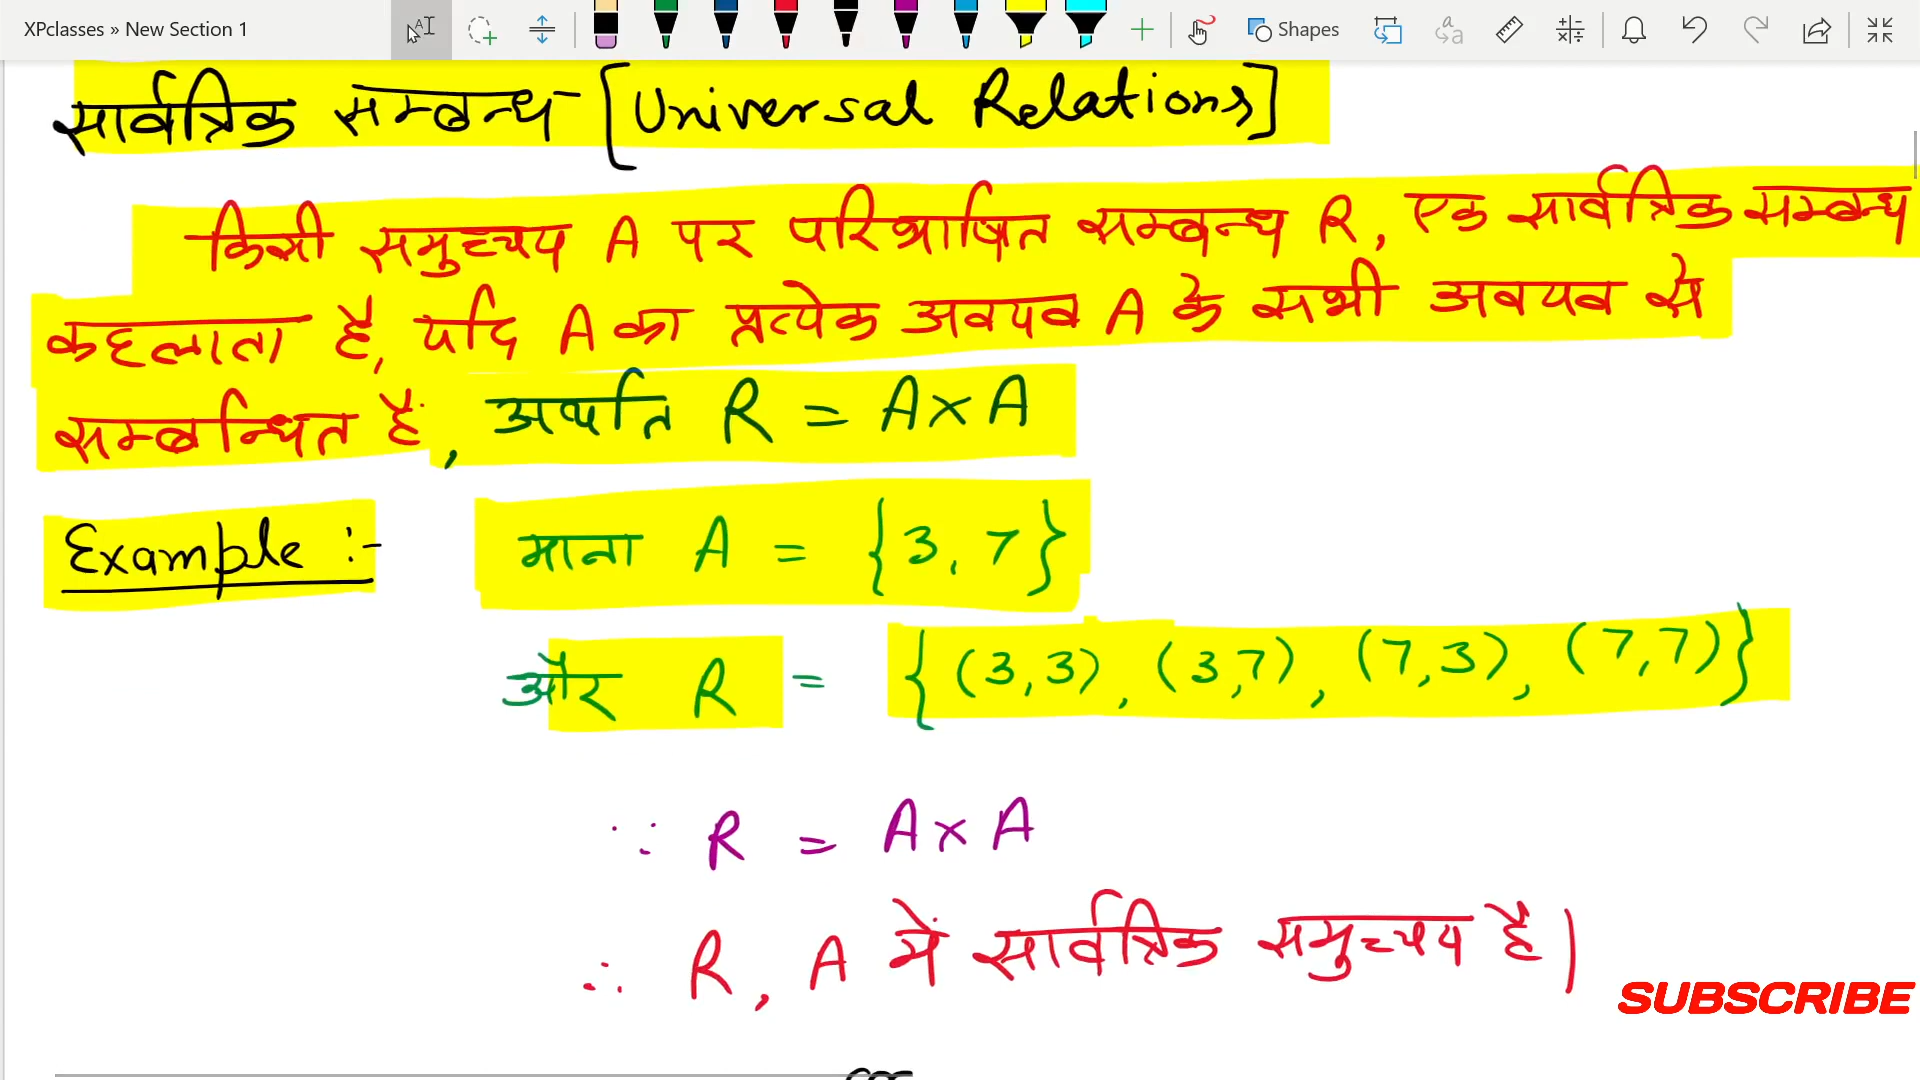 XPclasses » New Section 1
Shapes
सार्वत्रिक सम्बन्ध [Universal Relations]
किसी समुच्चय A पर परिभाषित सम्बन्ध R, एक सार्वत्रिक सम्बन्ध
कहलाता है, यदि A का प्रत्येक अवयव A के सभी अवयव से
सम्बन्धित है, अर्थात R = A×A
Example :- माना A = {3, 7}
और R = {(3,3), (3,7), (7,3), (7,7)}
∵ R = A×A
∴ R, A में सार्वत्रिक समुच्चय है|
SUBSCRIBE